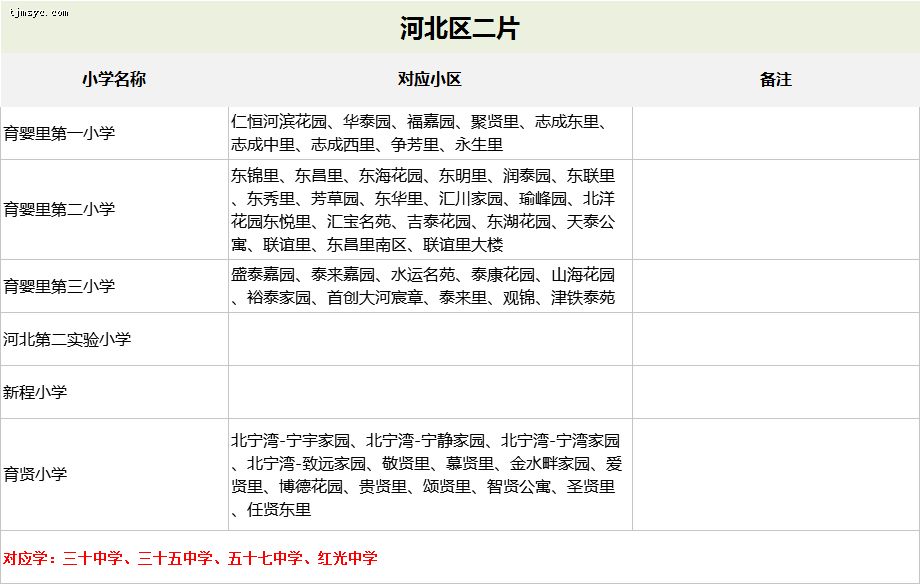 tjmsyc.com
河北区二片
小学名称 对应小区 备注
育婴里第一小学
仁恒河滨花园、华泰园、福嘉园、聚贤里、志成东里、
志成中里、志成西里、争芳里、永生里
育婴里第二小学
东锦里、东昌里、东海花园、东明里、润泰园、东联里
、东秀里、芳草园、东华里、汇川家园、瑜峰园、北洋
花园东悦里、汇宝名苑、吉泰花园、东湖花园、天泰公
寓、联谊里、东昌里南区、联谊里大楼
育婴里第三小学
盛泰嘉园、泰来嘉园、水运名苑、泰康花园、山海花园
、裕泰家园、首创大河宸章、泰来里、观锦、津铁泰苑
河北第二实验小学
新程小学
育贤小学
北宁湾-宁宇家园、北宁湾-宁静家园、北宁湾-宁湾家园
、北宁湾-致远家园、敬贤里、慕贤里、金水畔家园、爱
贤里、博德花园、贵贤里、颂贤里、智贤公寓、圣贤里
、任贤东里
对应学：三十中学、三十五中学、五十七中学、红光中学